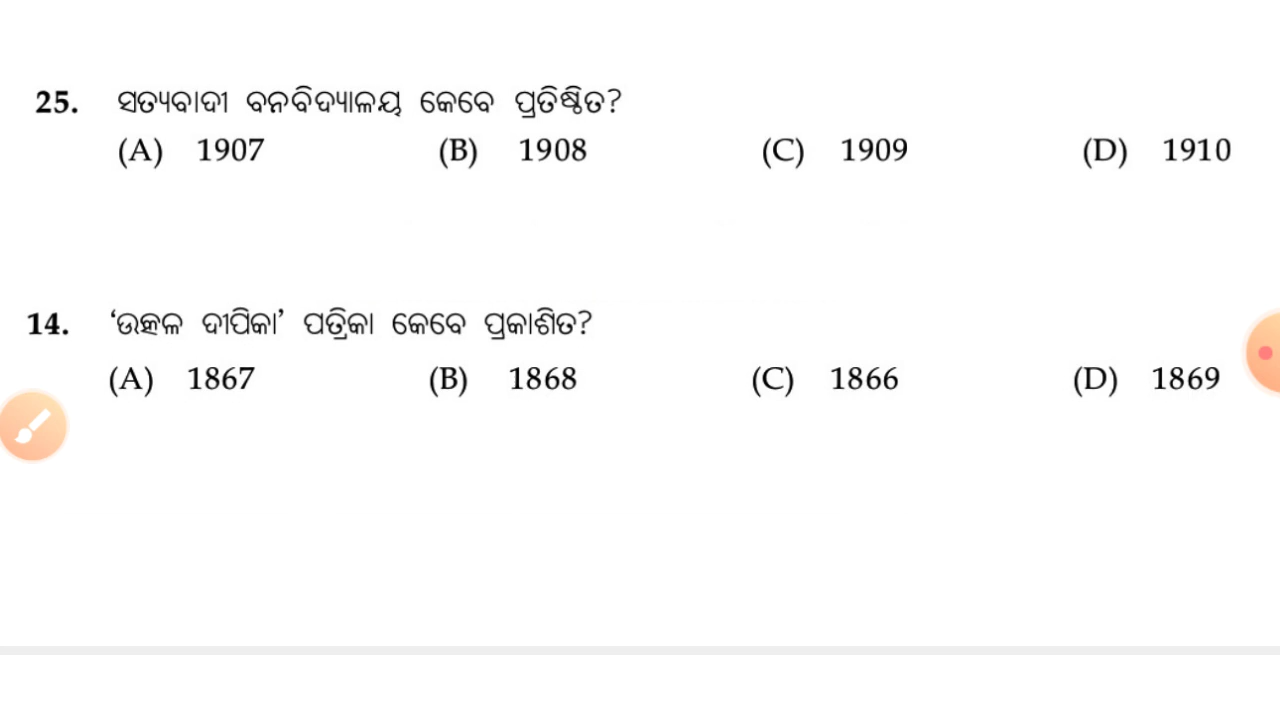 25. ସତ୍ୟବାଦୀ ବନବିଦ୍ୟାଳୟ କେବେ ପ୍ରତିଷ୍ଠିତ?
(A) 1907 (B) 1908 (C) 1909 (D) 1910
14. ‘ଉତ୍କଳ ଦୀପିକା’ ପତ୍ରିକା କେବେ ପ୍ରକାଶିତ?
(A) 1867 (B) 1868 (C) 1866 (D) 1869